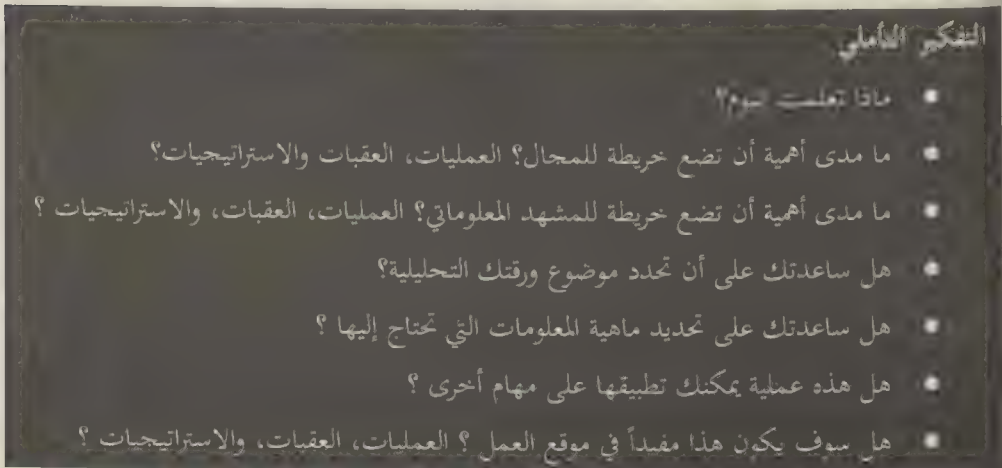 التفكير التأملي
• ماذا تعلمت اليوم؟
• ما مدى أهمية أن تضع خريطة للمجال؟ العمليات، العقبات والاستراتيجيات؟
• ما مدى أهمية أن تضع خريطة للمشهد المعلوماتي؟ العمليات، العقبات، والاستراتيجيات ؟
• هل ساعدتك على أن تحدد موضوع ورقتك التحليلية؟
• هل ساعدتك على تحديد ماهية المعلومات التي تحتاج إليها ؟
• هل هذه عملية يمكنك تطبيقها على مهام أخرى ؟
• هل سوف يكون هذا مفيداً في موقع العمل ؟ العمليات، العقبات، والاستراتيجيات ؟